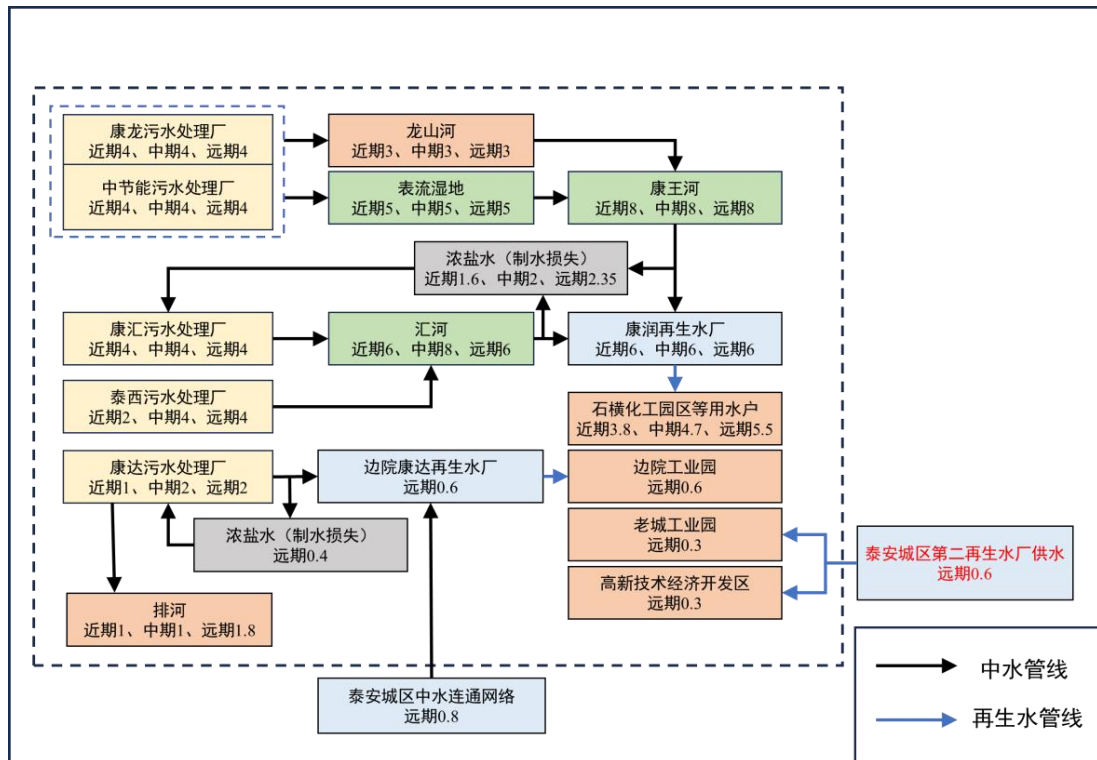 康龙污水处理厂
近期4、中期4、远期4
龙山河
近期3、中期3、远期3
中节能污水处理厂
近期4、中期4、远期4
表流湿地
近期5、中期5、远期5
康王河
近期8、中期8、远期8
浓盐水（制水损失）
近期1.6、中期2、远期2.35
康汇污水处理厂
近期4、中期4、远期4
汇河
近期6、中期8、远期6
康润再生水厂
近期6、中期6、远期6
泰西污水处理厂
近期2、中期4、远期4
石横化工园区等用水户
近期3.8、中期4.7、远期5.5
康达污水处理厂
近期1、中期2、远期2
边院康达再生水厂
远期0.6
边院工业园
远期0.6
浓盐水（制水损失）
远期0.4
老城工业园
远期0.3
泰安城区第二再生水厂供水
远期0.6
高新技术经济开发区
远期0.3
排河
近期1、中期1、远期1.8
泰安城区中水连通网络
远期0.8
中水管线
再生水管线